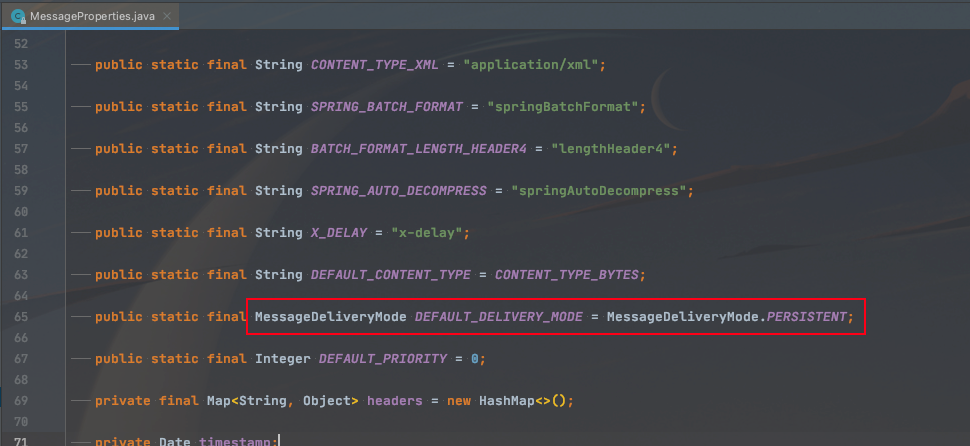 MessageProperties.java
52
53 public static final String CONTENT_TYPE_XML = "application/xml";
54
55 public static final String SPRING_BATCH_FORMAT = "springBatchFormat";
56
57 public static final String BATCH_FORMAT_LENGTH_HEADER4 = "lengthHeader4";
58
59 public static final String SPRING_AUTO_DECOMPRESS = "springAutoDecompress";
60
61 public static final String X_DELAY = "x-delay";
62
63 public static final String DEFAULT_CONTENT_TYPE = CONTENT_TYPE_BYTES;
64
65 public static final MessageDeliveryMode DEFAULT_DELIVERY_MODE = MessageDeliveryMode.PERSISTENT;
66
67 public static final Integer DEFAULT_PRIORITY = 0;
68
69 private final Map<String, Object> headers = new HashMap<>();
70
71 private Date timestamp;